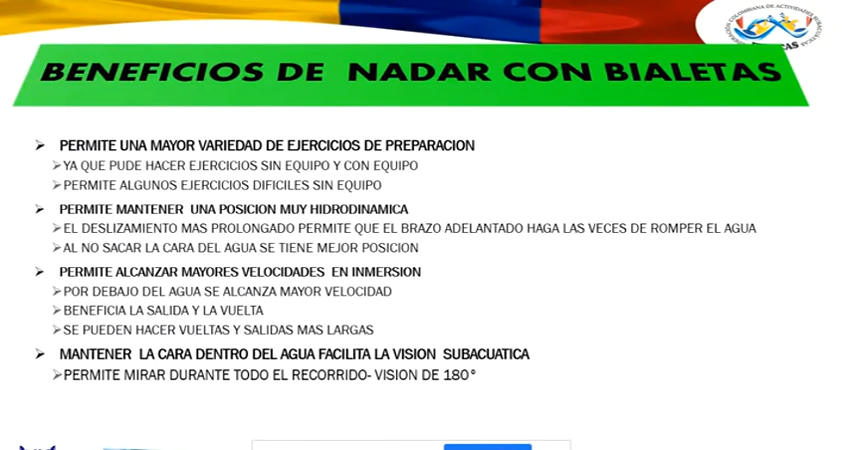 FEDERACIÓN COLOMBIANA DE ACTIVIDADES SUBACUÁTICAS
BENEFICIOS DE NADAR CON BIALETAS
➢ PERMITE UNA MAYOR VARIEDAD DE EJERCICIOS DE PREPARACION
➢YA QUE PUDE HACER EJERCICIOS SIN EQUIPO Y CON EQUIPO
➢PERMITE ALGUNOS EJERCICIOS DIFICILES SIN EQUIPO
➢ PERMITE MANTENER UNA POSICION MUY HIDRODINAMICA
➢EL DESLIZAMIENTO MAS PROLONGADO PERMITE QUE EL BRAZO ADELANTADO HAGA LAS VECES DE ROMPER EL AGUA
➢AL NO SACAR LA CARA DEL AGUA SE TIENE MEJOR POSICION
➢ PERMITE ALCANZAR MAYORES VELOCIDADES EN INMERSION
➢POR DEBAJO DEL AGUA SE ALCANZA MAYOR VELOCIDAD
➢BENEFICIA LA SALIDA Y LA VUELTA
➢SE PUEDEN HACER VUELTAS Y SALIDAS MAS LARGAS
➢ MANTENER LA CARA DENTRO DEL AGUA FACILITA LA VISION SUBACUATICA
➢PERMITE MIRAR DURANTE TODO EL RECORRIDO- VISION DE 180°